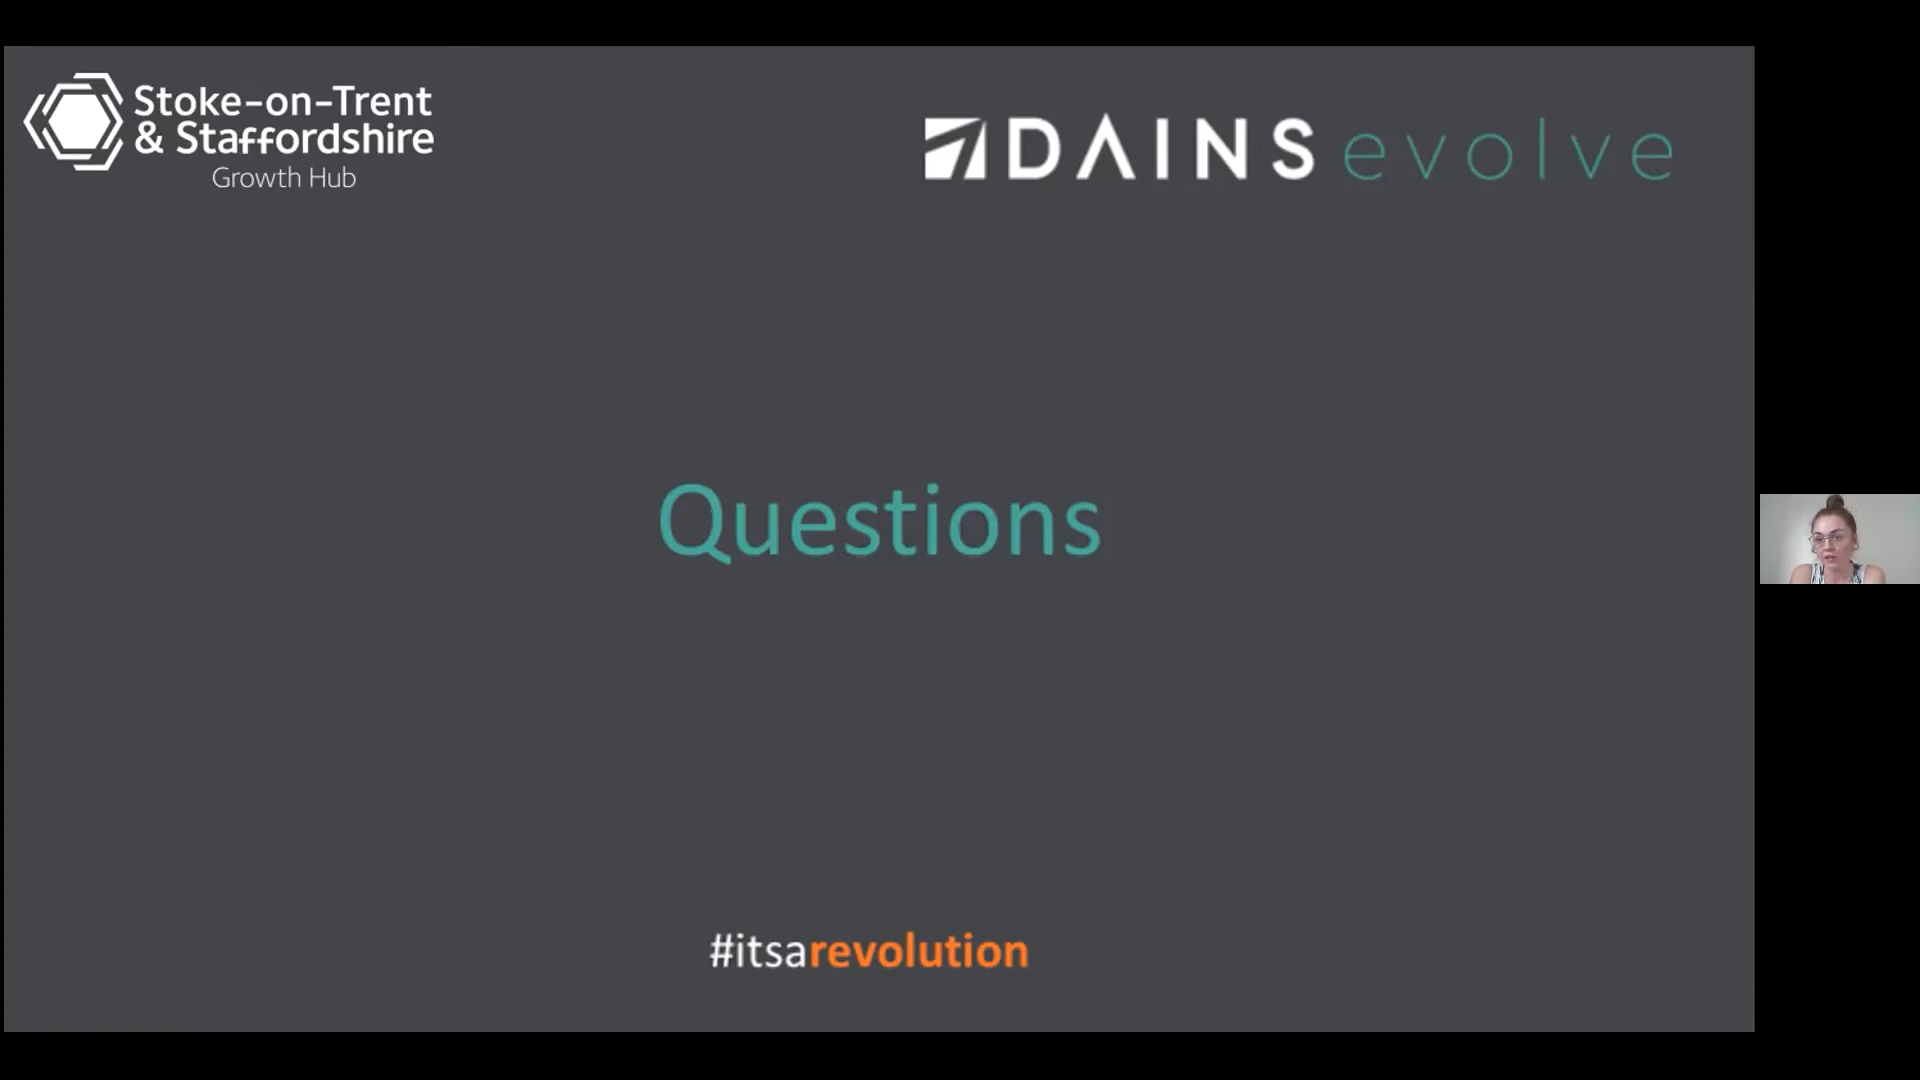 Stoke-on-Trent
& Staffordshire
Growth Hub
DAINS evolve
Questions
#itsarevolution